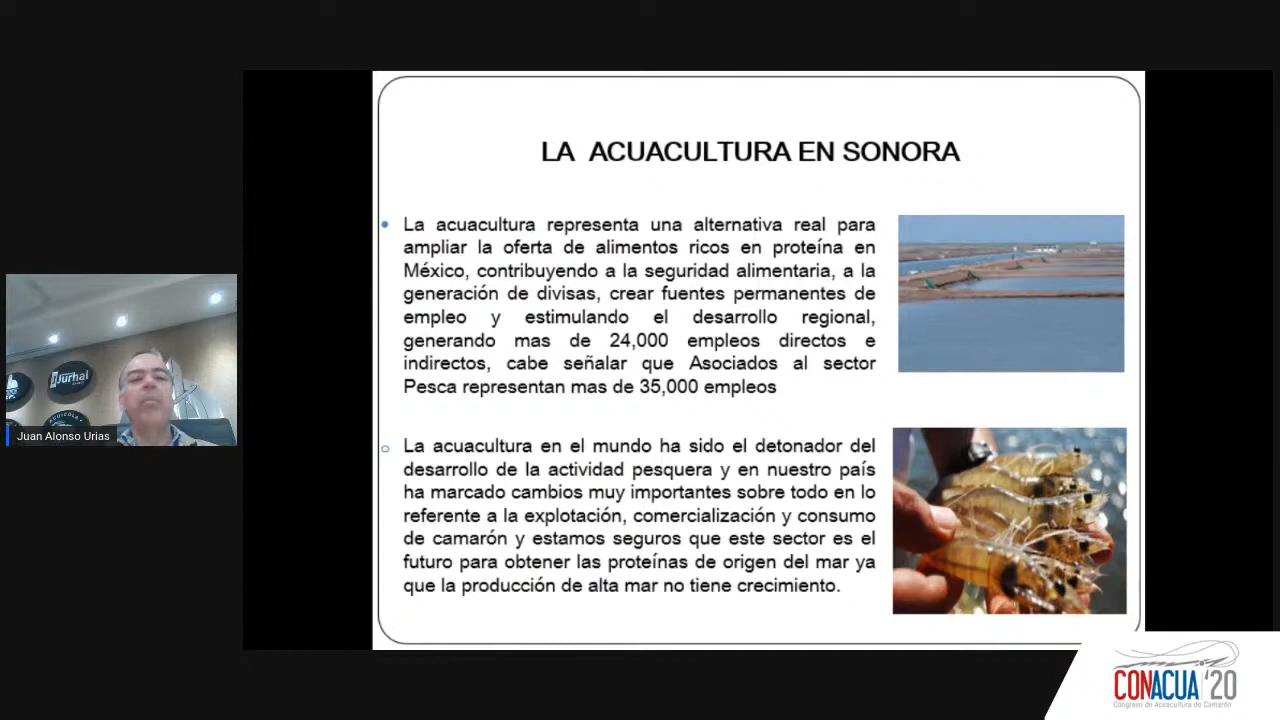 LA ACUACULTURA EN SONORA
La acuacultura representa una alternativa real para
ampliar la oferta de alimentos ricos en proteína en
México, contribuyendo a la seguridad alimentaria, a la
generación de divisas, crear fuentes permanentes de
empleo y estimulando el desarrollo regional,
generando mas de 24,000 empleos directos e
indirectos, cabe señalar que Asociados al sector
Pesca representan mas de 35,000 empleos
La acuacultura en el mundo ha sido el detonador del
desarrollo de la actividad pesquera y en nuestro país
ha marcado cambios muy importantes sobre todo en lo
referente a la explotación, comercialización y consumo
de camarón y estamos seguros que este sector es el
futuro para obtener las proteínas de origen del mar ya
que la producción de alta mar no tiene crecimiento.
Jurhal
Juan Alonso Urias
CONACUA '20
Congreso de Acuacultura de Camarón